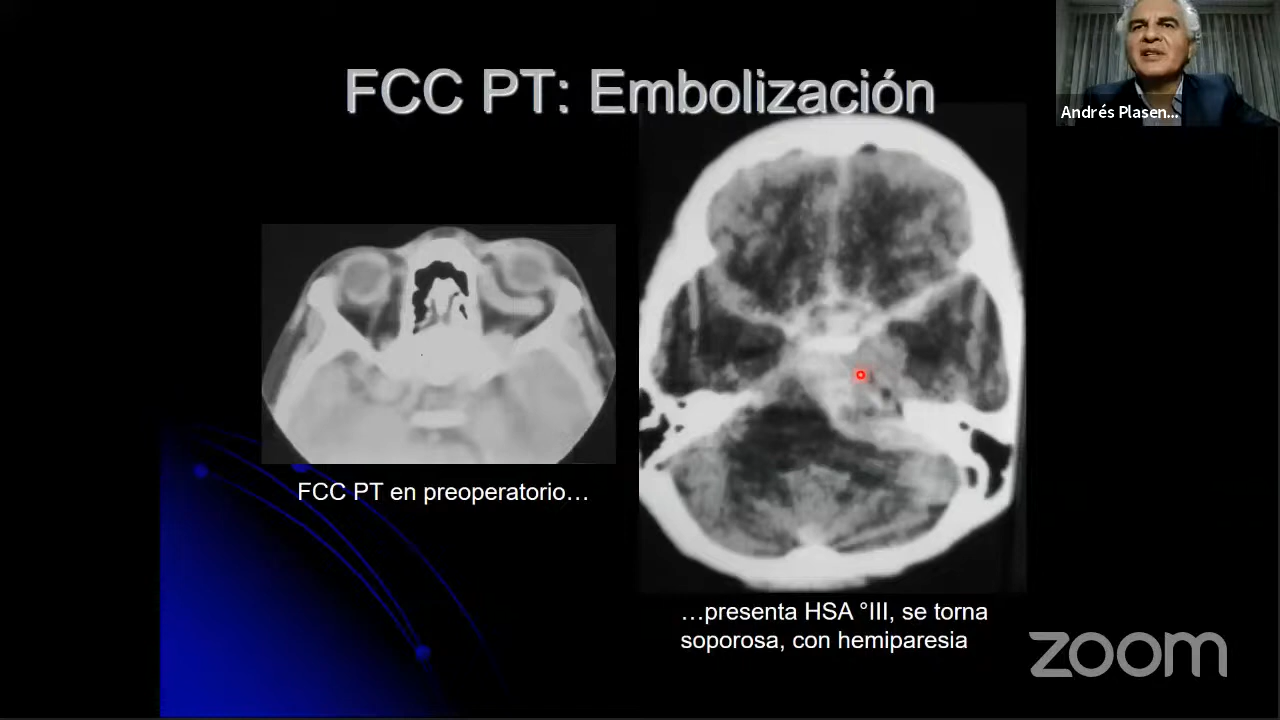 FCC PT: Embolización
Andrés Plasen...
FCC PT en preoperatorio…
…presenta HSA °III, se torna
soporosa, con hemiparesia
zoom